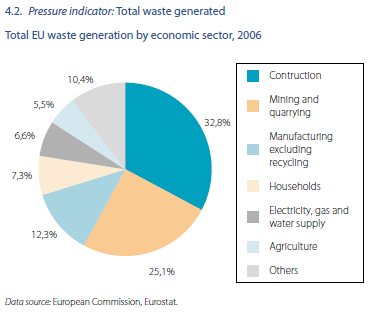 4.2. Pressure indicator: Total waste generated
Total EU waste generation by economic sector, 2006
10,4%
5,5%
6,6%
7,3%
12,3%
25,1%
32,8%
Contruction
Mining and
quarrying
Manufacturing
excluding
recycling
Households
Electricity, gas and
water supply
Agriculture
Others
Data source: European Commission, Eurostat.